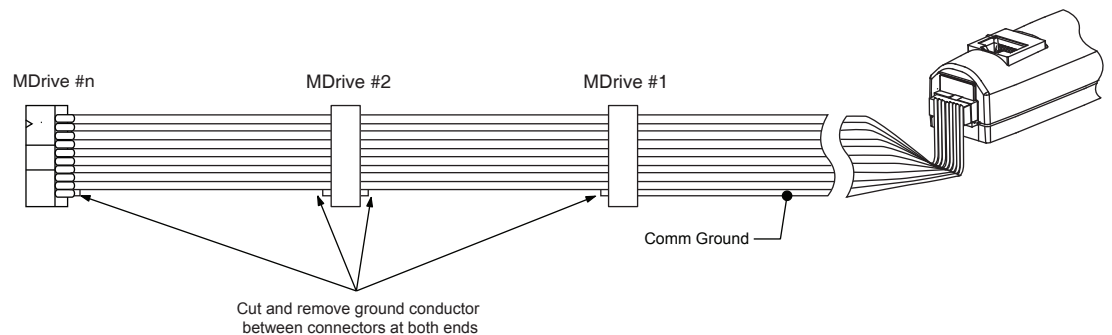 MDrive #n
MDrive #2
MDrive #1
Comm Ground
Cut and remove ground conductor
between connectors at both ends